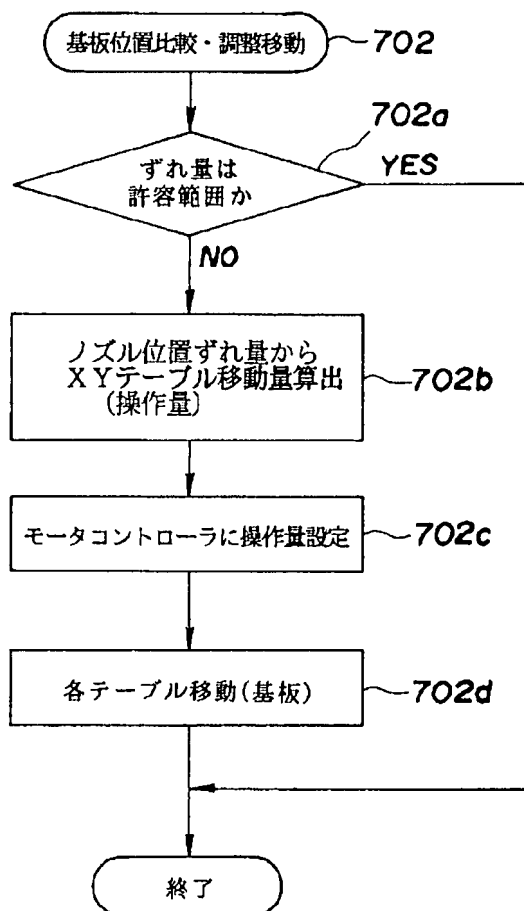 基板位置比較・調整移動
702
702a
ずれ量は
許容範囲か
YES
NO
ノズル位置ずれ量から
XYテーブル移動量算出
(操作量)
702b
モータコントローラに操作量設定
702c
各テーブル移動(基板)
702d
終了